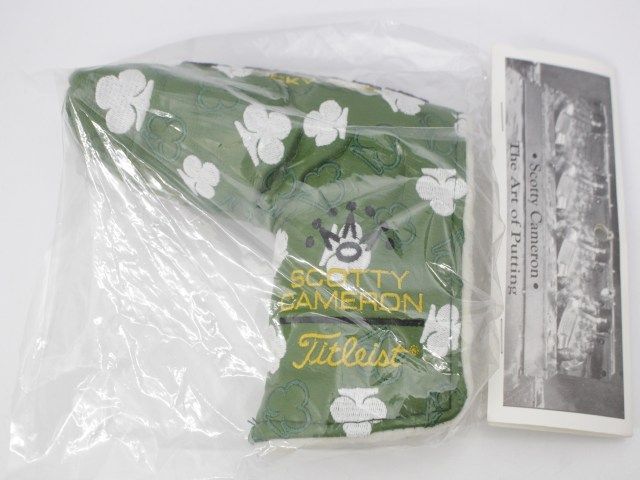 SCOTTY
CAMERON
Titleist®
• Scotty Cameron •
The Art of Putting